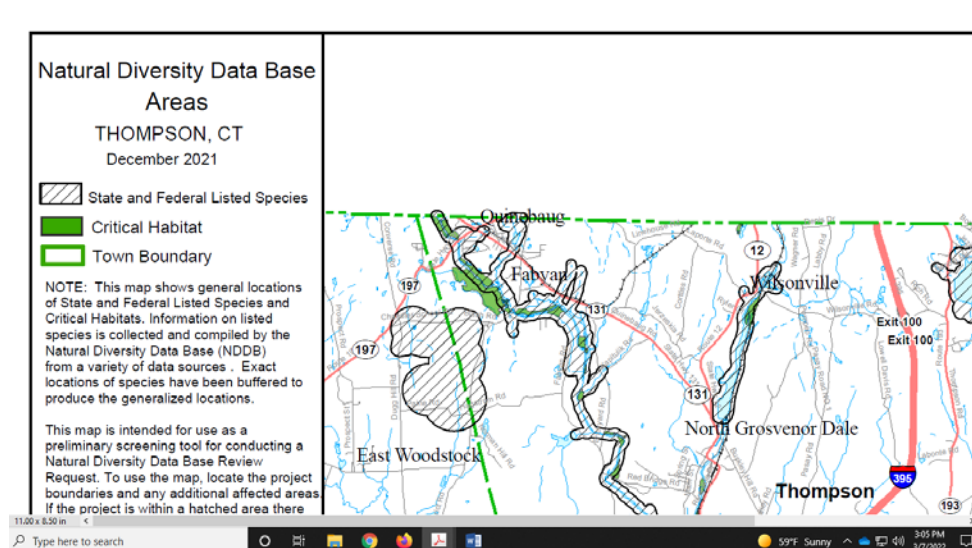 Natural Diversity Data Base
Areas
THOMPSON, CT
December 2021
State and Federal Listed Species
Critical Habitat
Town Boundary
NOTE: This map shows general locations
of State and Federal Listed Species and
Critical Habitats. Information on listed
species is collected and compiled by the
Natural Diversity Data Base (NDDB)
from a variety of data sources . Exact
locations of species have been buffered to
produce the generalized locations.
This map is intended for use as a
preliminary screening tool for conducting a
Natural Diversity Data Base Review
Request. To use the map, locate the project
boundaries and any additional affected areas.
If the project is within a hatched area there
Quinebaug
Fabyan
Wilsonville
12
197
131
Exit 100
Exit 100
197
131
North Grosvenor Dale
East Woodstock
Thompson
395
193
11.00 x 8.50 in
Type here to search
59°F Sunny
3:05 PM
3/7/2022